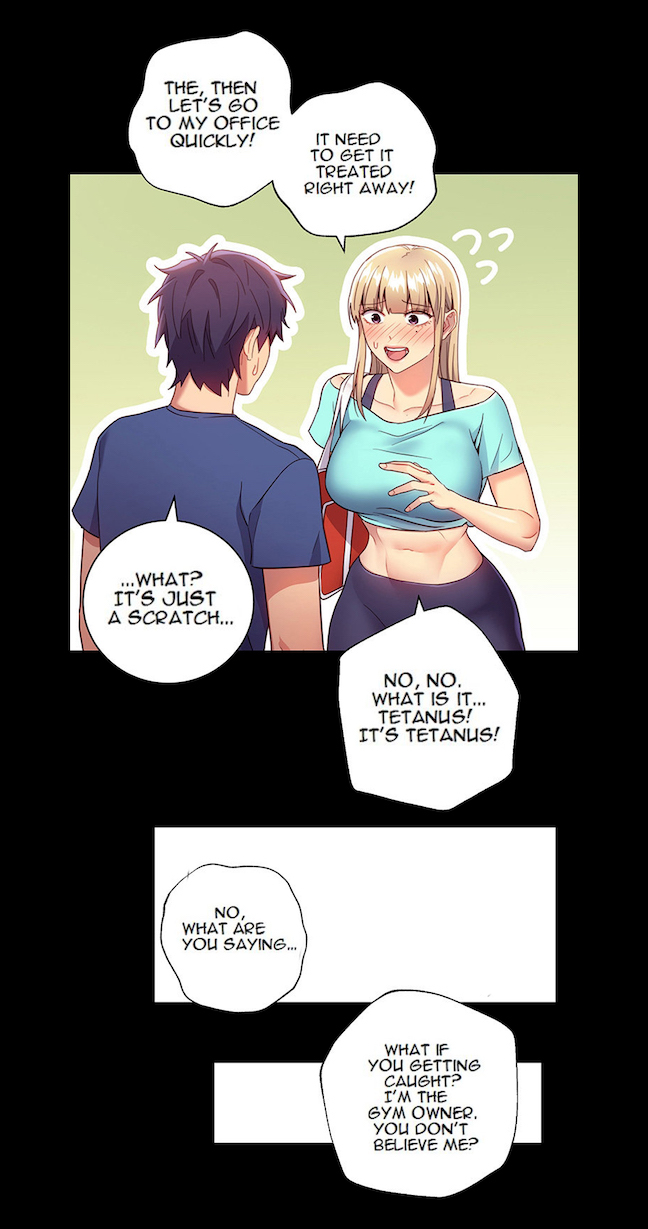 THE, THEN
LET'S GO
TO MY OFFICE
QUICKLY!
IT NEED
TO GET IT
TREATED
RIGHT AWAY!
...WHAT?
IT'S JUST
A SCRATCH...
NO, NO.
WHAT IS IT...
TETANUS!
IT'S TETANUS!
NO,
WHAT ARE
YOU SAYING...
WHAT IF
YOU GETTING
CAUGHT?
I'M THE
GYM OWNER.
YOU DON'T
BELIEVE ME?